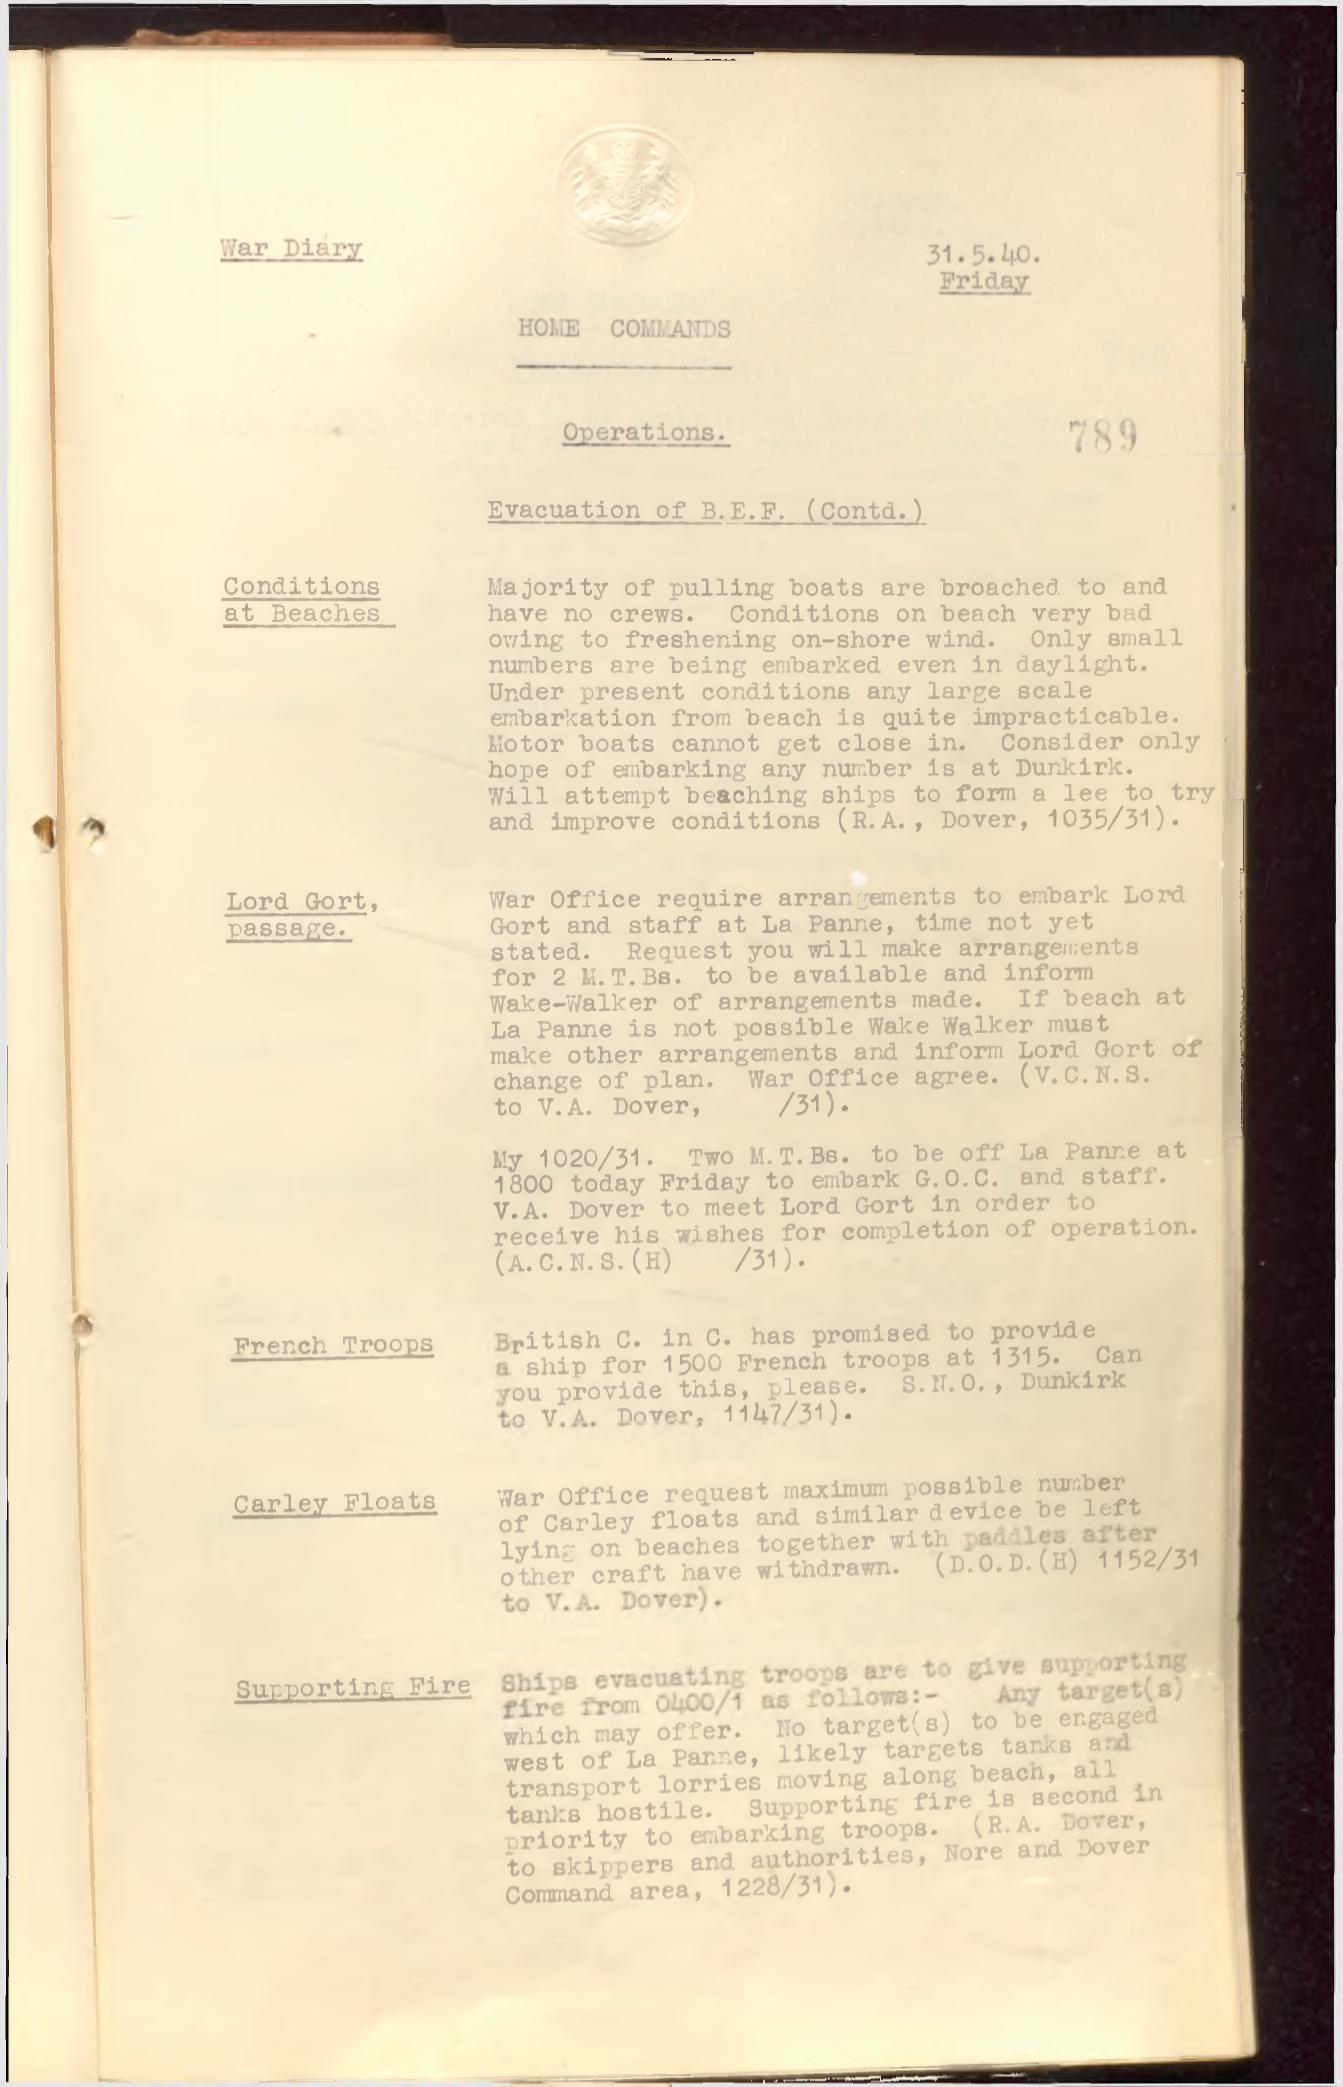 War Diary
31.5.40.
Friday
HOME COMMANDS
Operations.
789
Evacuation of B.E.F. (Contd.)
Conditions
at Beaches
Majority of pulling boats are broached to and
have no crews. Conditions on beach very bad
owing to freshening on-shore wind. Only small
numbers are being embarked even in daylight.
Under present conditions any large scale
embarkation from beach is quite impracticable.
Motor boats cannot get close in. Consider only
hope of embarking any number is at Dunkirk.
Will attempt beaching ships to form a lee to try
and improve conditions (R.A., Dover, 1035/31).
Lord Gort,
passage.
War Office require arrangements to embark Lord
Gort and staff at La Panne, time not yet
stated. Request you will make arrangements
for 2 M.T.Bs. to be available and inform
Wake-Walker of arrangements made. If beach at
La Panne is not possible Wake Walker must
make other arrangements and inform Lord Gort of
change of plan. War Office agree. (V.C.N.S.
to V.A. Dover, /31).
My 1020/31. Two M.T.Bs. to be off La Panne at
1800 today Friday to embark G.O.C. and staff.
V.A. Dover to meet Lord Gort in order to
receive his wishes for completion of operation.
(A.C.N.S.(H) /31).
French Troops
British C. in C. has promised to provide
a ship for 1500 French troops at 1315. Can
you provide this, please. S.N.O., Dunkirk
to V.A. Dover, 1147/31).
Carley Floats
War Office request maximum possible number
of Carley floats and similar device be left
lying on beaches together with paddles after
other craft have withdrawn. (D.O.D.(H) 1152/31
to V.A. Dover).
Supporting Fire
Ships evacuating troops are to give supporting
fire from 0400/1 as follows:- Any target(s)
which may offer. No target(s) to be engaged
west of La Panne, likely targets tanks and
transport lorries moving along beach, all
tanks hostile. Supporting fire is second in
priority to embarking troops. (R.A. Dover,
to skippers and authorities, Nore and Dover
Command area, 1228/31).